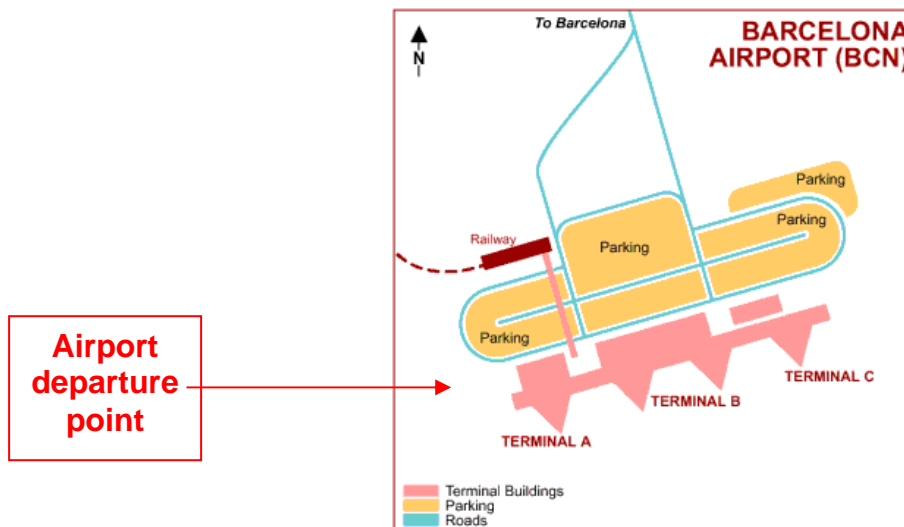 To Barcelona
BARCELONA
AIRPORT (BCN)
N
Parking
Parking
Railway
Parking
Parking
Airport
departure
point
TERMINAL C
TERMINAL B
TERMINAL A
Terminal Buildings
Parking
Roads